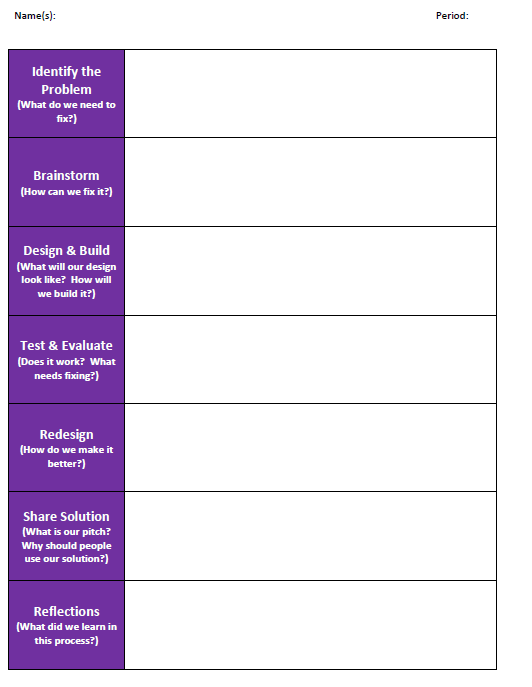 Name(s): Period:
Identify the
Problem
(What do we need to
fix?)
Brainstorm
(How can we fix it?)
Design & Build
(What will our design
look like? How will
we build it?)
Test & Evaluate
(Does it work? What
needs fixing?)
Redesign
(How do we make it
better?)
Share Solution
(What is our pitch?
Why should people
use our solution?)
Reflections
(What did we learn in
this process?)